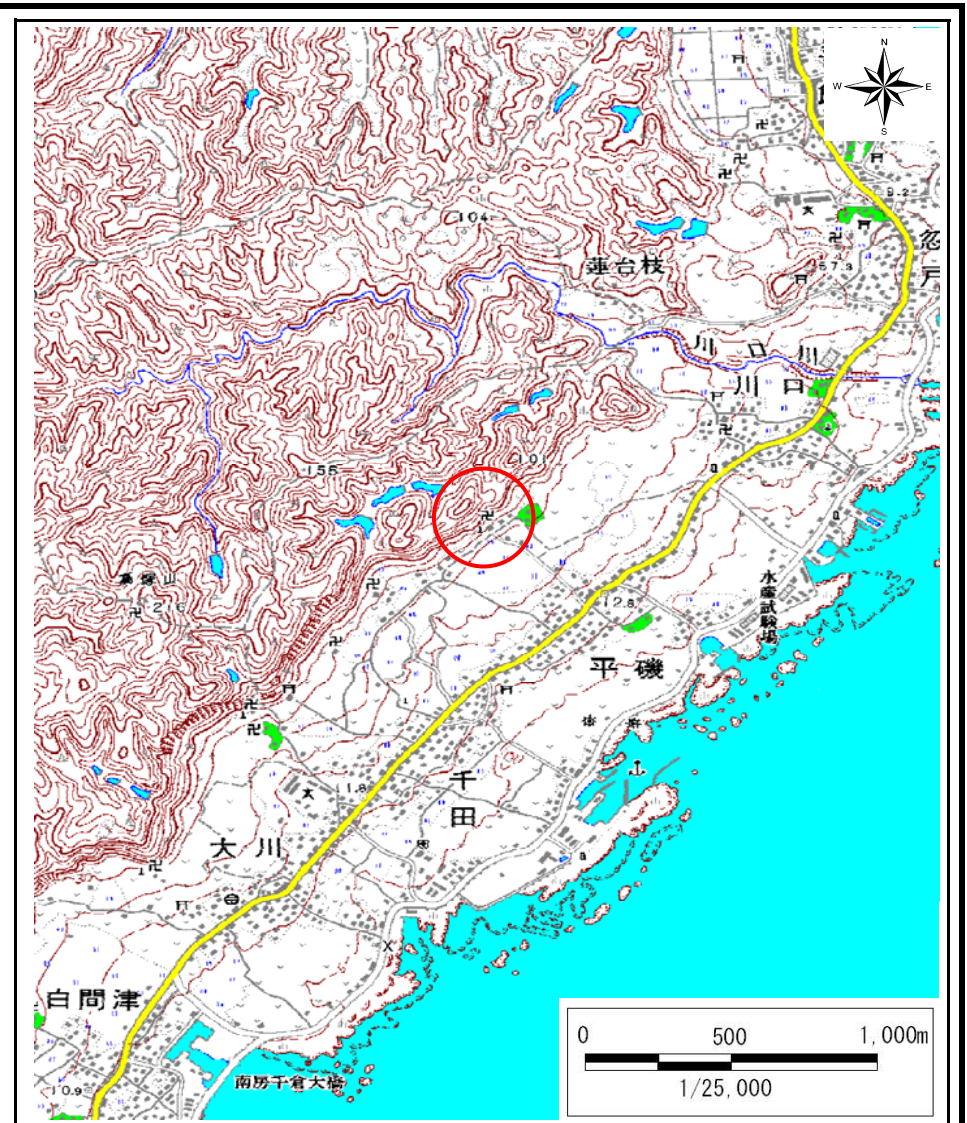 N
W
E
S
9.2
忽戸
104
蓮台枝
57.3
川口川
川口
101
156
高塚山
216
12.8
水産試験場
平磯
千田
11.8
大川
白間津
10.9
南房千倉大橋
0 500 1,000m
1/25,000